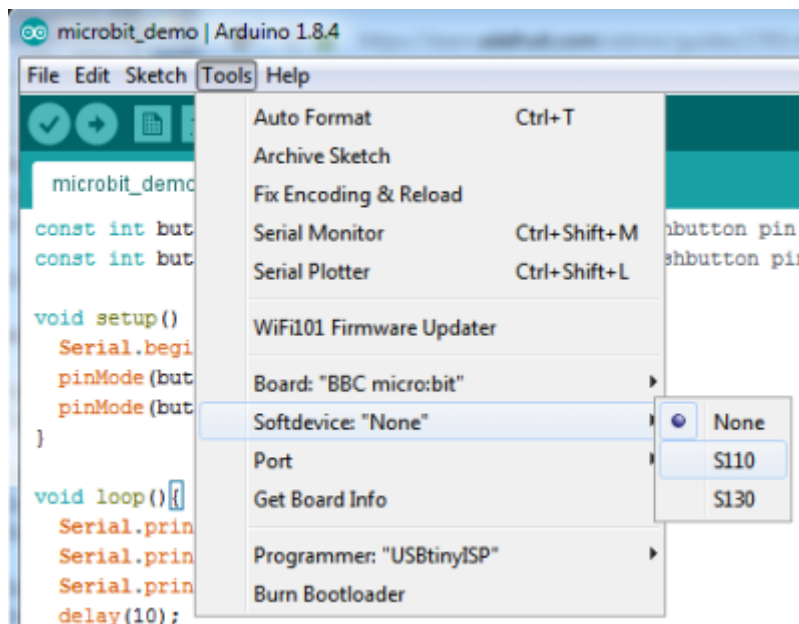 microbit_demo | Arduino 1.8.4
File Edit Sketch Tools Help
microbit_demo
const int but
hbutton pin
const int but
shbutton pin
void setup()
Serial.begi
pinMode(but
pinMode(but
}
void loop(){
Serial.prin
Serial.prin
Serial.prin
delay(10);
Auto Format Ctrl+T
Archive Sketch
Fix Encoding & Reload
Serial Monitor Ctrl+Shift+M
Serial Plotter Ctrl+Shift+L
WiFi101 Firmware Updater
Board: "BBC micro:bit"
Softdevice: "None"
Port
Get Board Info
Programmer: "USBtinyISP"
Burn Bootloader
None
S110
S130